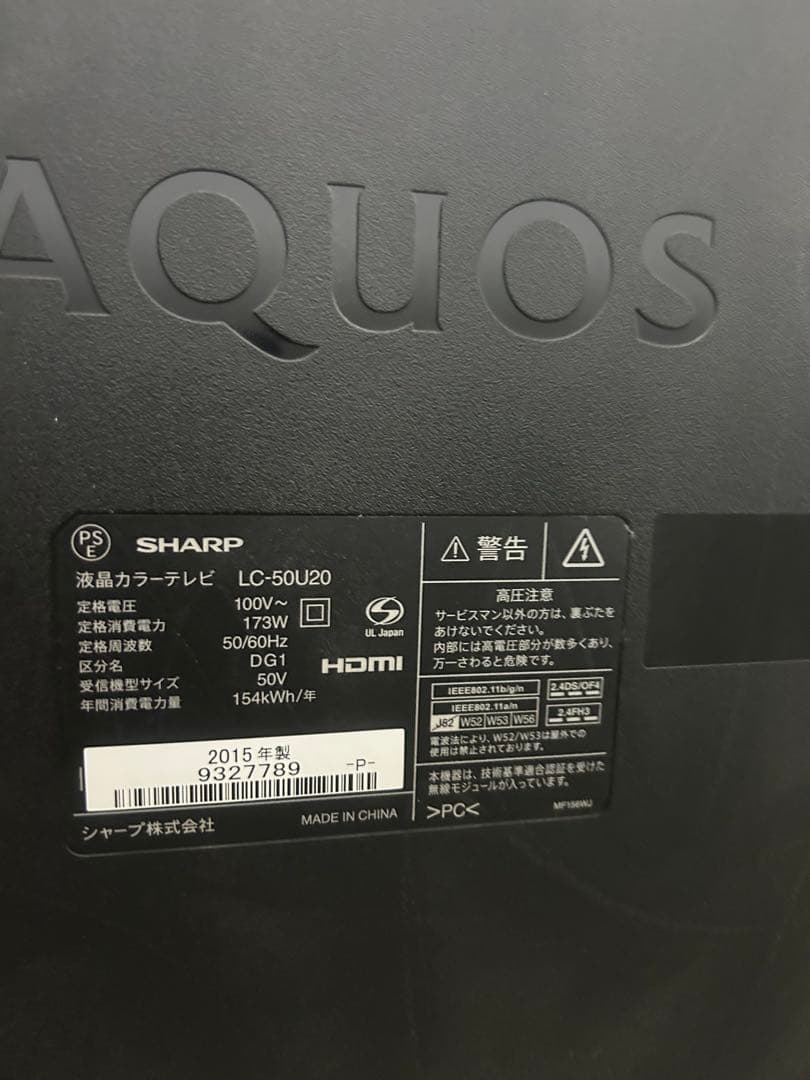 AQUOS
PS
E
SHARP
液晶カラーテレビ LC-50U20
定格電圧 100V～
定格消費電力 173W
定格周波数 50/60Hz
区分名 DG1
受信機型サイズ 50V
年間消費電力量 154kWh/年
S
UL Japan
HDMI
2015年製
9327789 -P-
シャープ株式会社 MADE IN CHINA
警告
高圧注意
サービスマン以外の方は、裏ぶたを
あけないでください。
内部には高電圧部分が数多くあり、
万一さわると危険です。
IEEE802.11b/g/n
IEEE802.11a/n
J52 W52 W53 W56
2.4DS/OF4
2.4FH3
電波法により、W52/W53は屋外での
使用は禁止されております。
本機器は、技術基準適合認証を受けた
無線モジュールが入っています。
>PC<
MF156WJ